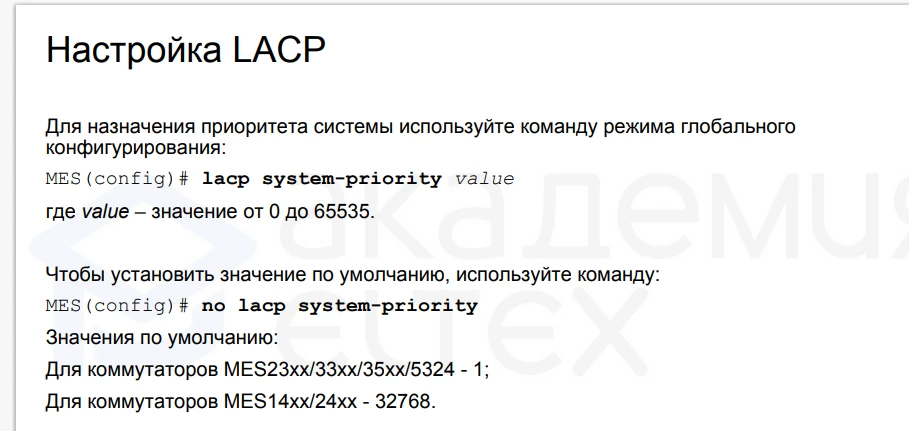 Настройка LACP
Для назначения приоритета системы используйте команду режима глобального
конфигурирования:
MES(config)# lacp system-priority value
где value – значение от 0 до 65535.
Чтобы установить значение по умолчанию, используйте команду:
MES(config)# no lacp system-priority
Значения по умолчанию:
Для коммутаторов MES23xx/33xx/35xx/5324 - 1;
Для коммутаторов MES14xx/24xx - 32768.
академия
ELTEX